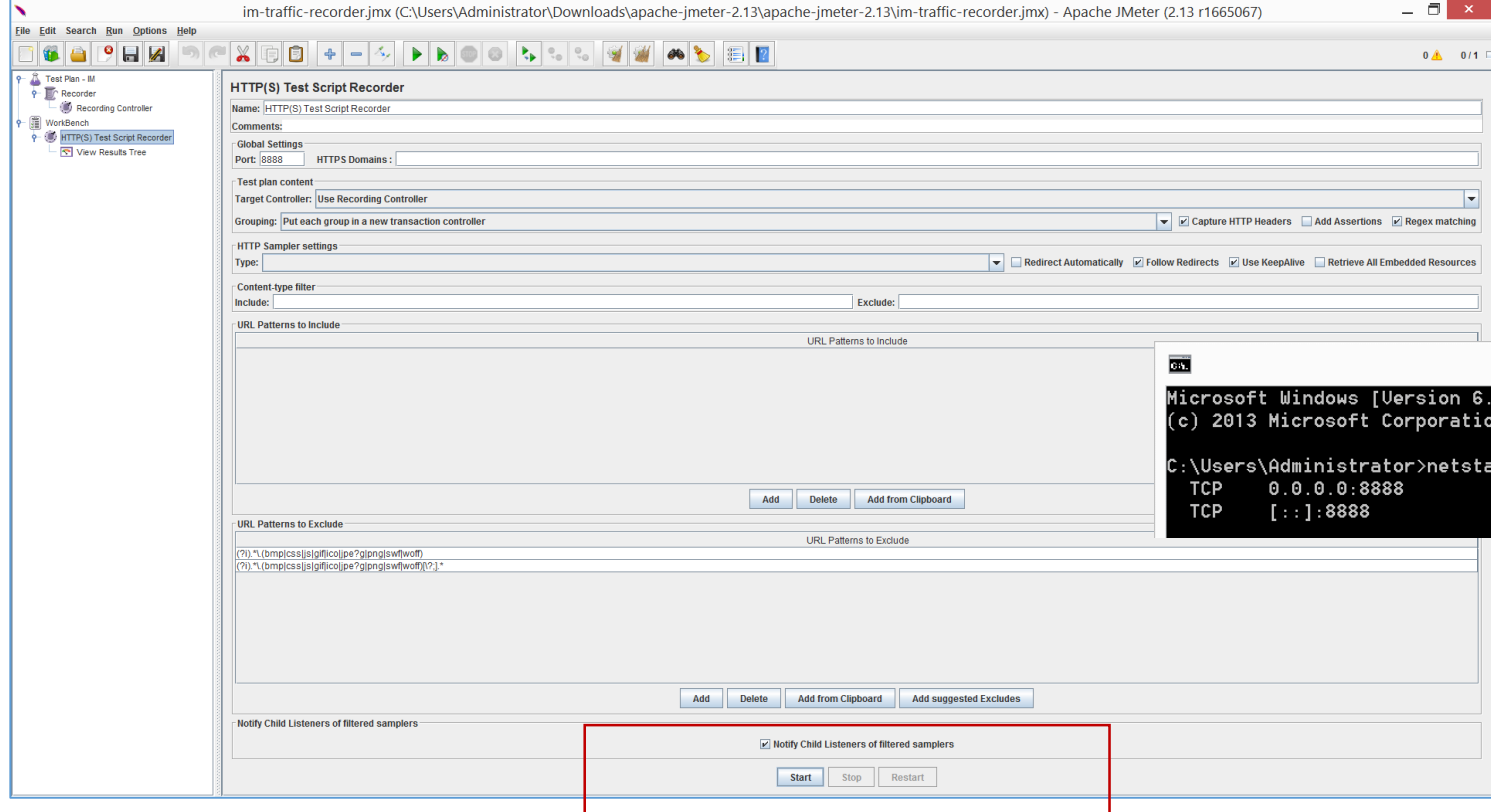 im-traffic-recorder.jmx (C:\Users\Administrator\Downloads\apache-jmeter-2.13\apache-jmeter-2.13\im-traffic-recorder.jmx) - Apache JMeter (2.13 r1665067)
File Edit Search Run Options Help
0 0 / 1
Test Plan - IM
Recorder
Recording Controller
WorkBench
HTTP(S) Test Script Recorder
View Results Tree
HTTP(S) Test Script Recorder
Name: HTTP(S) Test Script Recorder
Comments:
Global Settings
Port: 8888 HTTPS Domains :
Test plan content
Target Controller: Use Recording Controller
Grouping: Put each group in a new transaction controller Capture HTTP Headers Add Assertions Regex matching
HTTP Sampler settings
Type: Redirect Automatically Follow Redirects Use KeepAlive Retrieve All Embedded Resources
Content-type filter
Include: Exclude:
URL Patterns to Include
URL Patterns to Include
Add Delete Add from Clipboard
URL Patterns to Exclude
URL Patterns to Exclude
(?i).*\.(bmp|css|js|gif|ico|jpe?g|png|swf|woff)
(?i).*\.(bmp|css|js|gif|ico|jpe?g|png|swf|woff)[\?;].*
Add Delete Add from Clipboard Add suggested Excludes
Notify Child Listeners of filtered samplers
Notify Child Listeners of filtered samplers
Start Stop Restart
C:\.
Microsoft Windows [Version 6.
(c) 2013 Microsoft Corporatio
C:\Users\Administrator>netsta
TCP 0.0.0.0:8888
TCP [::]:8888